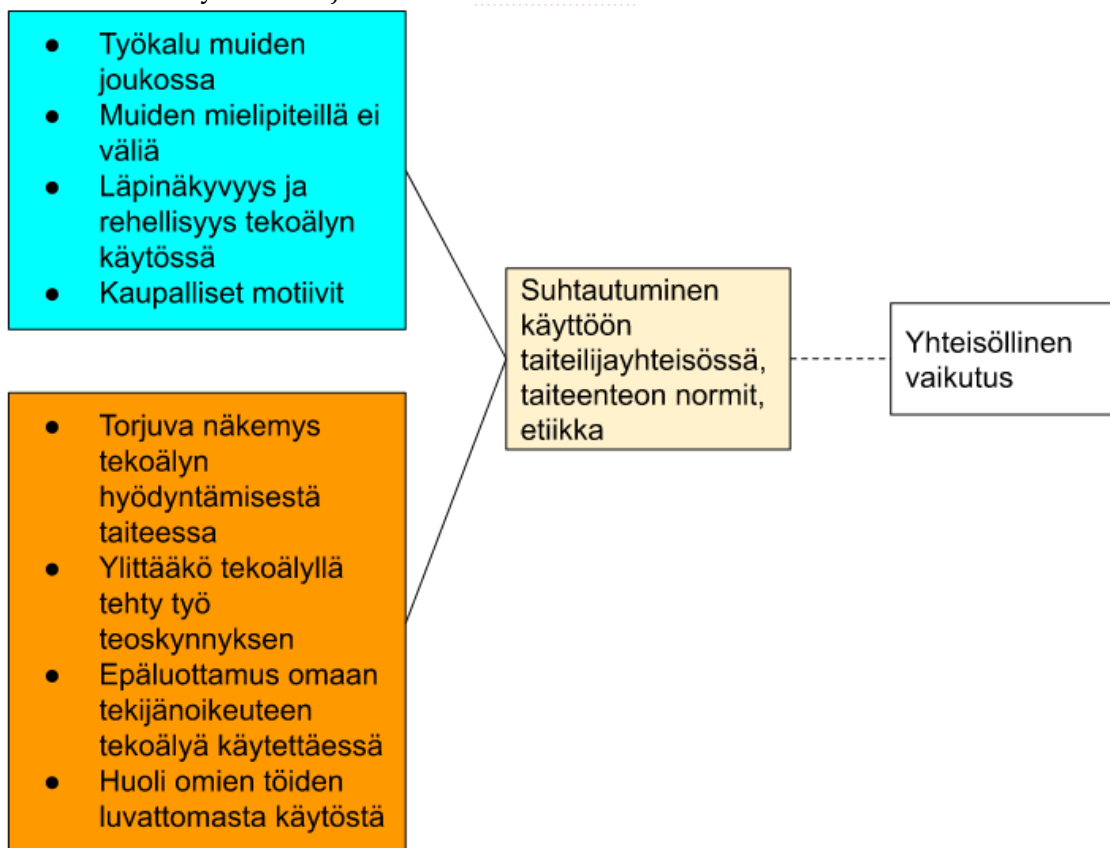 ● Työkalu muiden
joukossa
● Muiden mielipiteillä ei
väliä
● Läpinäkyvyys ja
rehellisyys tekoälyn
käytössä
● Kaupalliset motiivit
● Torjuva näkemys
tekoälyn
hyödyntämisestä
taiteessa
● Ylittääkö tekoälyllä
tehty työ
teoskynnyksen
● Epäluottamus omaan
tekijänoikeuteen
tekoälyä käytettäessä
● Huoli omien töiden
luvattomasta käytöstä
Suhtautuminen
käyttöön
taiteilijayhteisössä,
taiteenteon normit,
etiikka
Yhteisöllinen
vaikutus